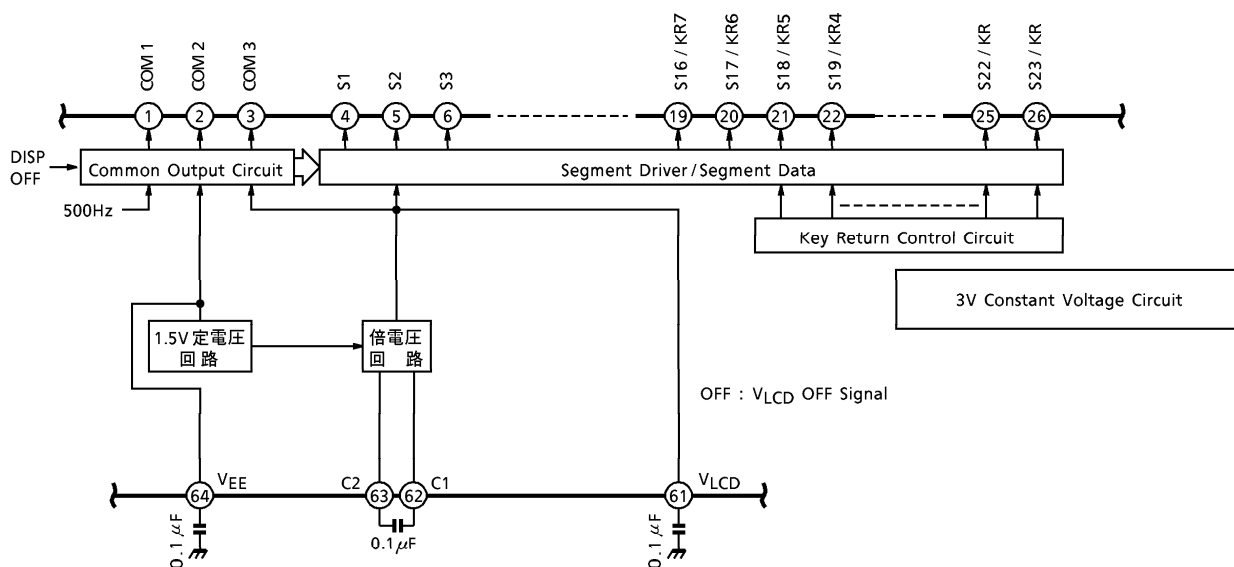 COM 1
COM 2
COM 3
S1
S2
S3
S16 / KR7
S17 / KR6
S18 / KR5
S19 / KR4
S22 / KR
S23 / KR
1
2
3
4
5
6
19
20
21
22
25
26
DISP
OFF
Common Output Circuit
Segment Driver / Segment Data
500Hz
Key Return Control Circuit
3V Constant Voltage Circuit
1.5V 定電圧
回路
倍電圧
回 路
OFF : VLCD OFF Signal
VEE
C2
C1
VLCD
64
63
62
61
0.1 μF
0.1 μF
0.1 μF